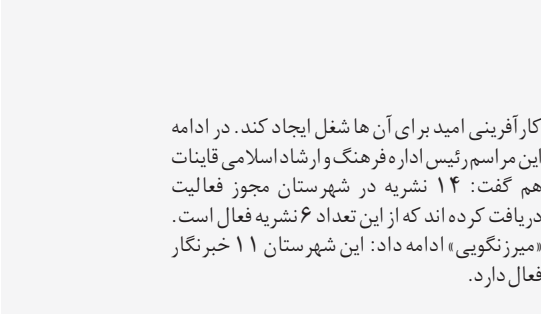 کارآفرینی امید برای آن ها شغل ایجاد کند. در ادامه
این مراسم رئیس اداره فرهنگ و ارشاد اسلامی قاینات
هم گفت: ۱۴ نشریه در شهرستان مجوز فعالیت
دریافت کرده اند که از این تعداد ۶ نشریه فعال است.
«میرزنگویی» ادامه داد: این شهرستان ۱۱ خبرنگار
فعال دارد.